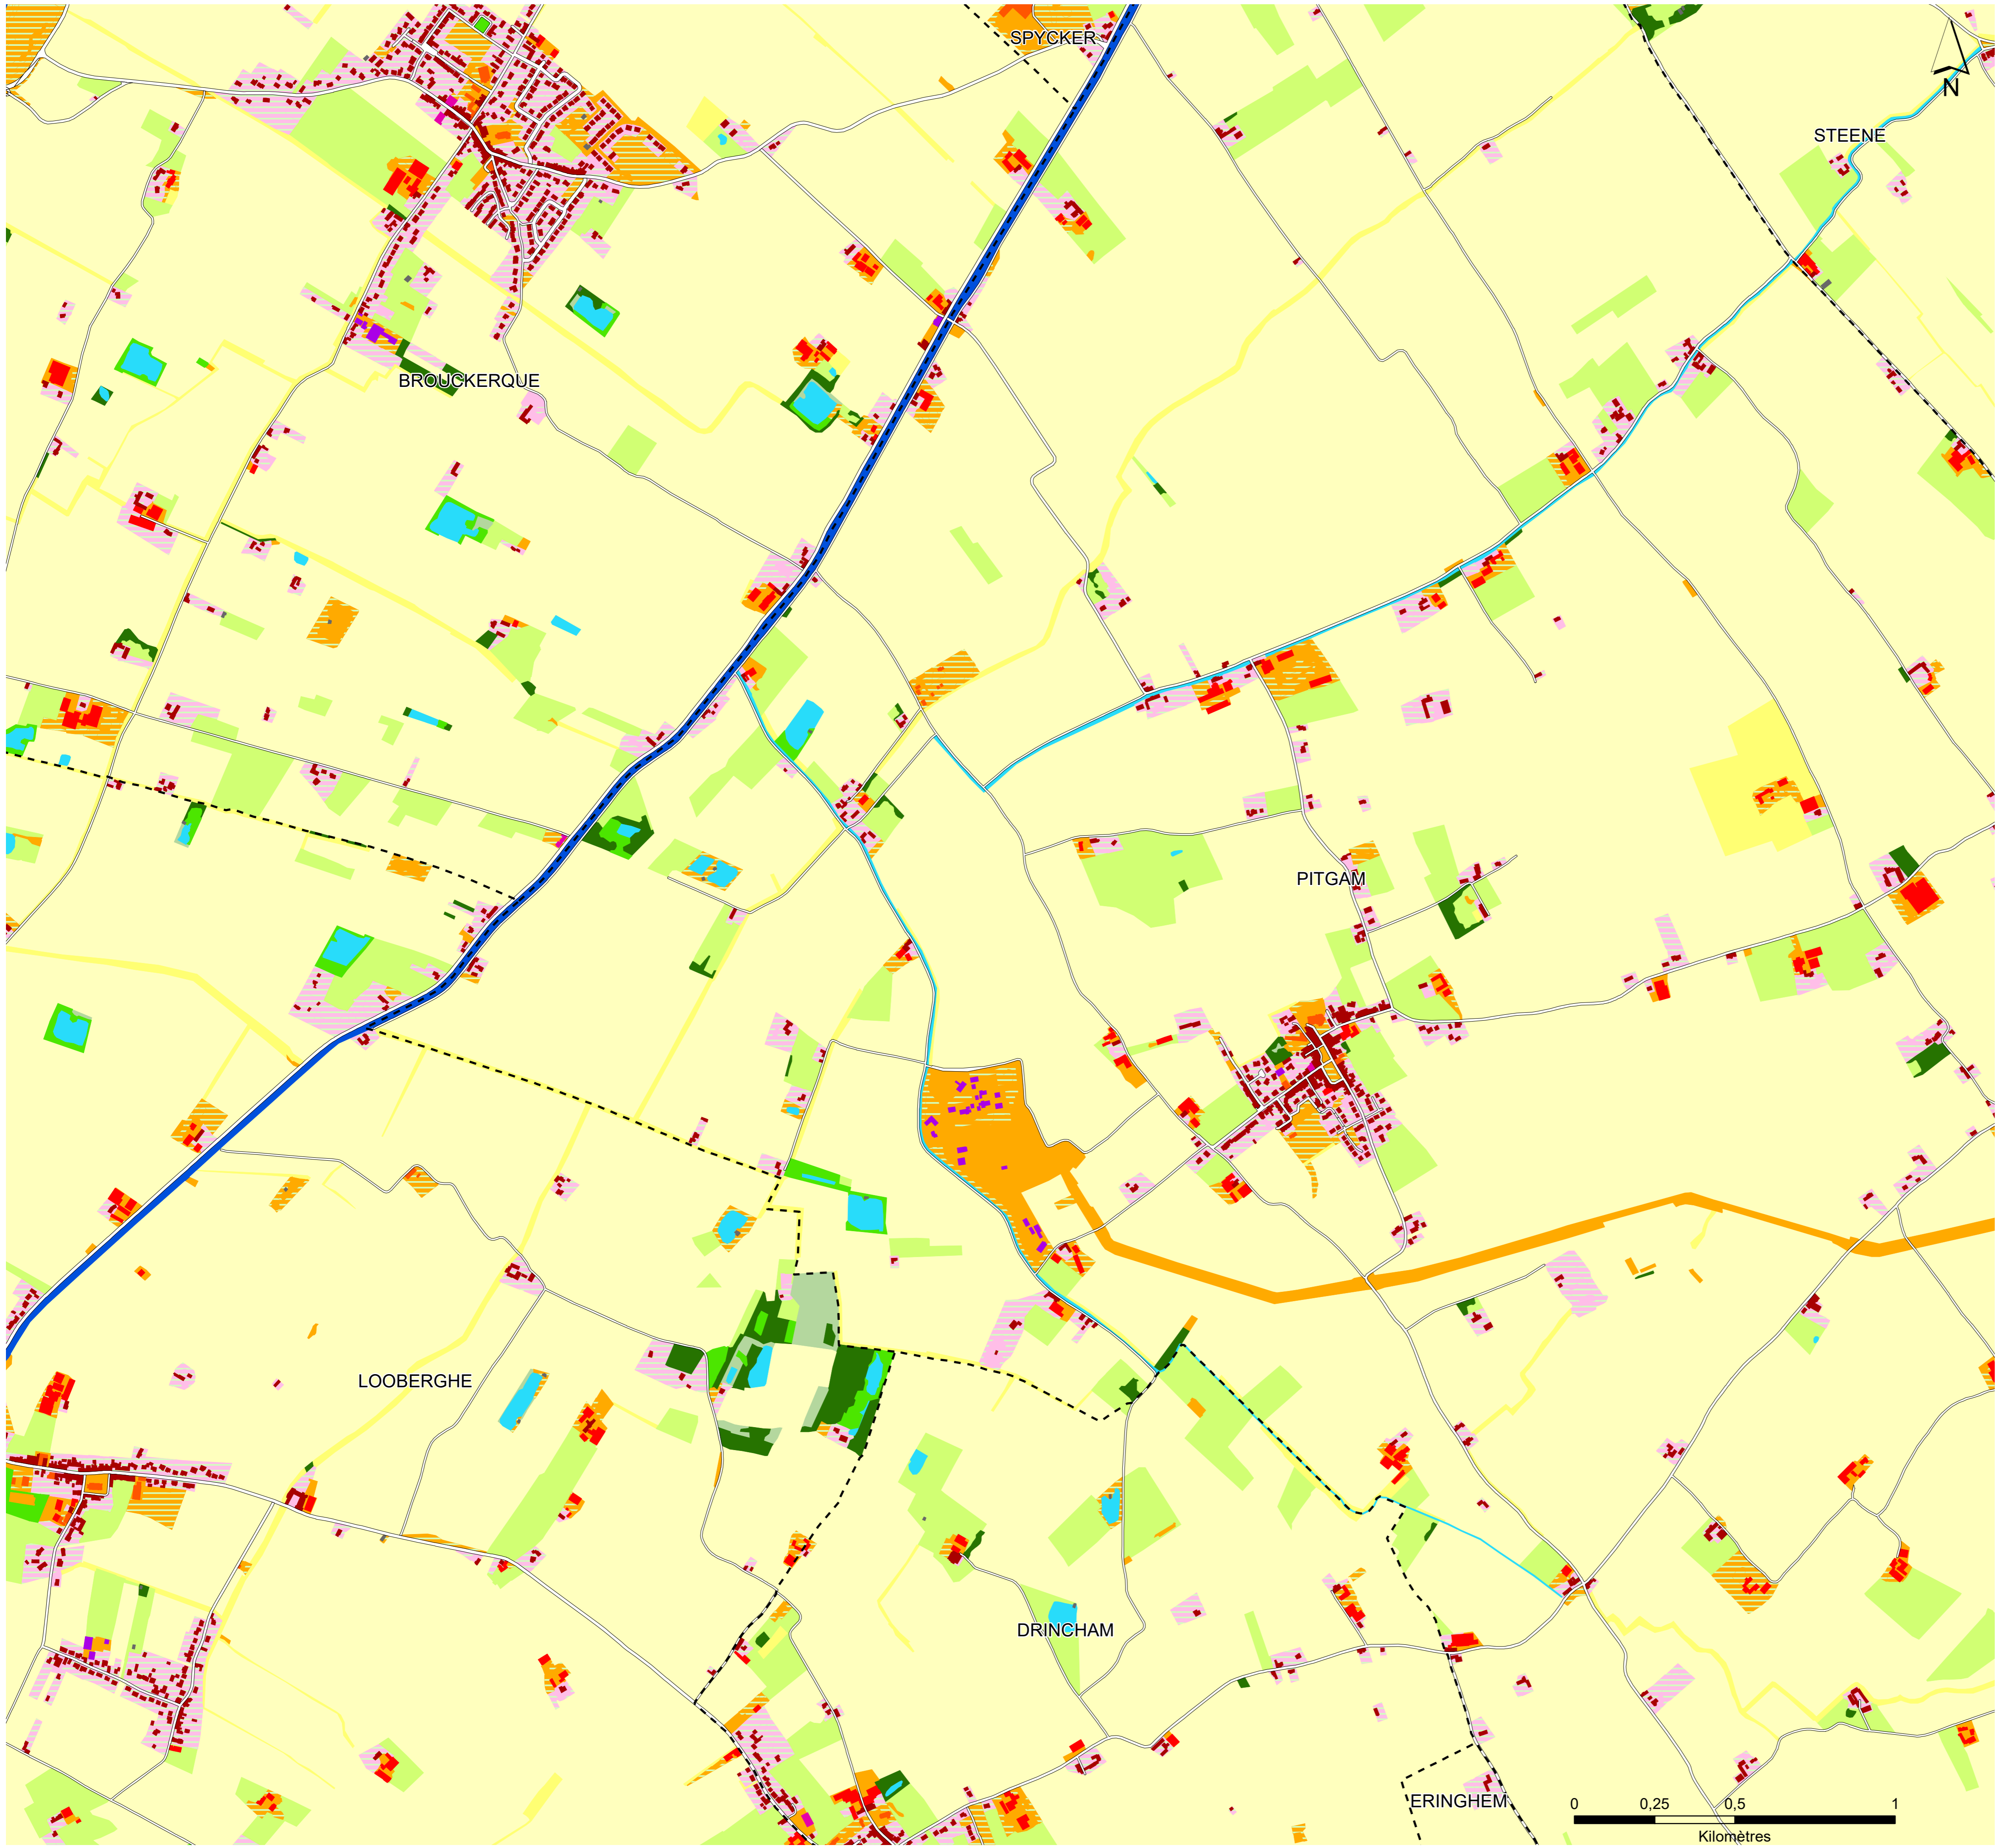 SPYCKER
N
STEENE
BROUCKERQUE
PITGAM
LOOBERGHE
DRINCHAM
ERINGHEM
0 0,25 0,5 1
Kilomètres